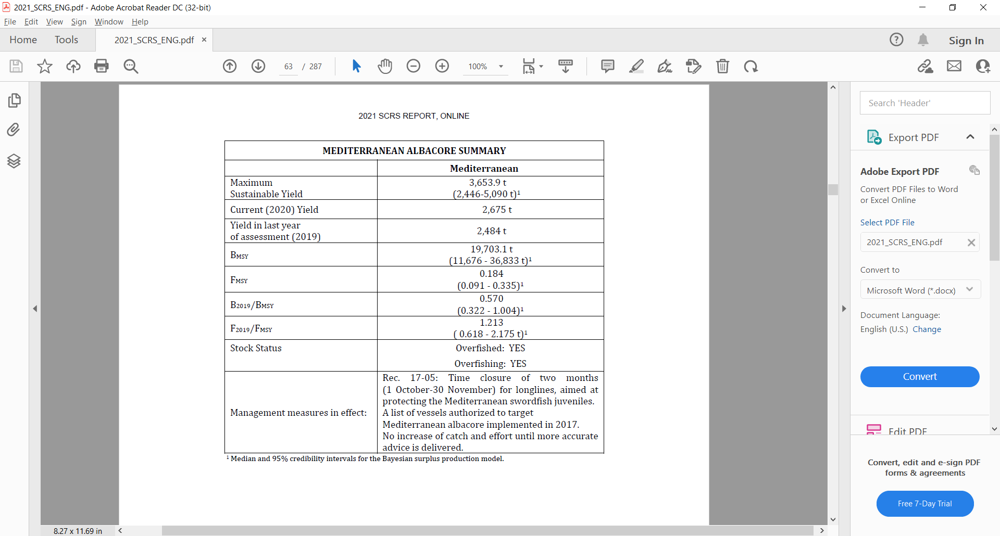 2021_SCRS_ENG.pdf - Adobe Acrobat Reader DC (32-bit)
File Edit View Sign Window Help
Home Tools 2021_SCRS_ENG.pdf × Sign In
63 / 287 100%
2021 SCRS REPORT, ONLINE
MEDITERRANEAN ALBACORE SUMMARY
Mediterranean
Maximum
Sustainable Yield
3,653.9 t
(2,446-5,090 t)¹
Current (2020) Yield
2,675 t
Yield in last year
of assessment (2019)
2,484 t
BMSY
19,703.1 t
(11,676 - 36,833 t)¹
FMSY
0.184
(0.091 - 0.335)¹
B2019/BMSY
0.570
(0.322 - 1.004)¹
F2019/FMSY
1.213
( 0.618 - 2.175 t)¹
Stock Status
Overfished: YES
Overfishing: YES
Management measures in effect:
Rec. 17-05: Time closure of two months
(1 October-30 November) for longlines, aimed at
protecting the Mediterranean swordfish juveniles.
A list of vessels authorized to target
Mediterranean albacore implemented in 2017.
No increase of catch and effort until more accurate
advice is delivered.
¹ Median and 95% credibility intervals for the Bayesian surplus production model.
8.27 x 11.69 in
Search 'Header'
Export PDF
Adobe Export PDF
Convert PDF Files to Word
or Excel Online
Select PDF File
2021_SCRS_ENG.pdf
Convert to
Microsoft Word (*.docx)
Document Language:
English (U.S.) Change
Convert
Edit PDF
Convert, edit and e-sign PDF
forms & agreements
Free 7-Day Trial